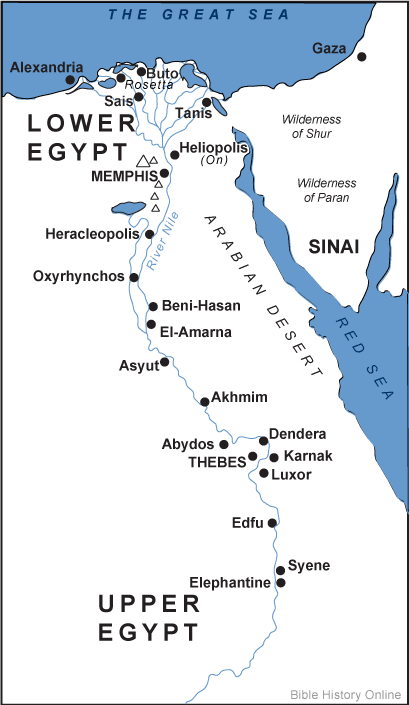 THE GREAT SEA
Gaza
Alexandria
Buto
Rosetta
Sais
Tanis
LOWER
EGYPT
Wilderness
of Shur
Heliopolis
(On)
MEMPHIS
Wilderness
of Paran
Heracleopolis
River Nile
ARABIAN DESERT
SINAI
Oxyrhynchos
Beni-Hasan
El-Amarna
RED SEA
Asyut
Akhmim
Abydos
Dendera
THEBES
Karnak
Luxor
Edfu
Syene
Elephantine
UPPER
EGYPT
Bible History Online